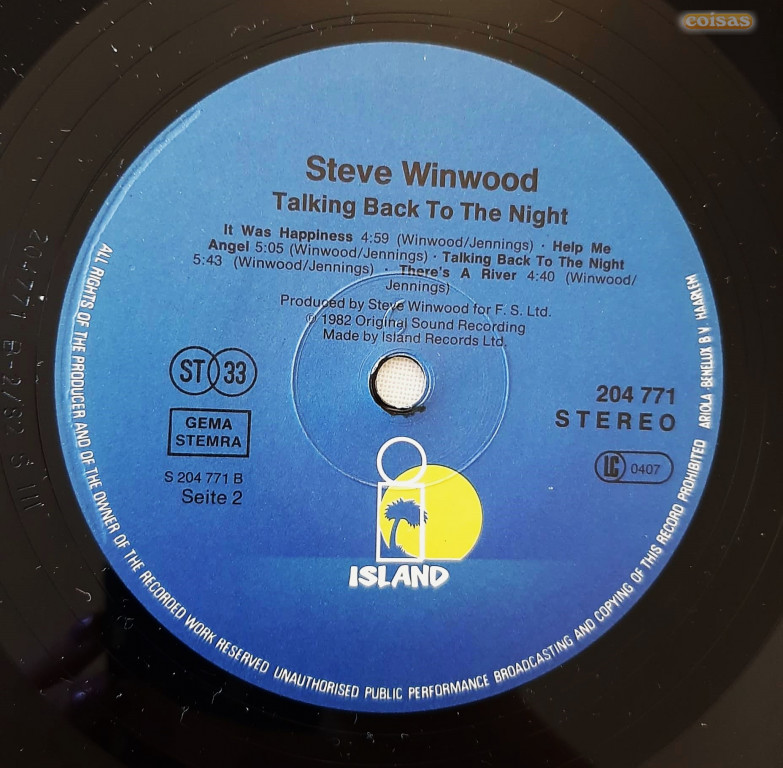 coisas
Steve Winwood
Talking Back To The Night
It Was Happiness 4:59 (Winwood/Jennings) · Help Me
Angel 5:05 (Winwood/Jennings) · Talking Back To The Night
5:43 (Winwood/Jennings) · There's A River 4:40 (Winwood/
Jennings)
Produced by Steve Winwood for F. S. Ltd.
℗ 1982 Original Sound Recording
Made by Island Records Ltd.
ST 33
GEMA
STEMRA
S 204 771 B
Seite 2
204 771
STEREO
LC 0407
ISLAND
ALL RIGHTS OF THE PRODUCER AND OF THE OWNER OF THE RECORDED WORK RESERVED UNAUTHORISED PUBLIC PERFORMANCE BROADCASTING AND COPYING OF THIS RECORD PROHIBITED ARIOLA BENELUX B V HAARLEM